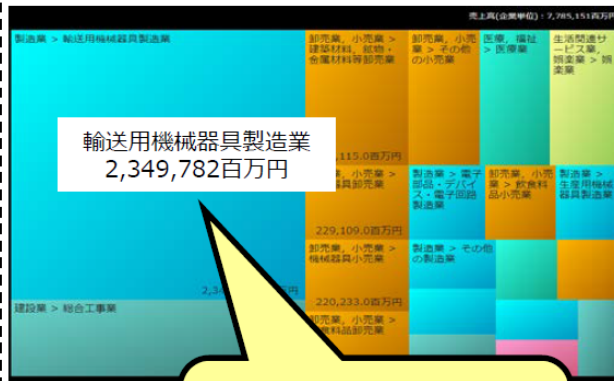 売上高(企業単位)：7,785,151百万円
製造業 > 輸送用機械器具製造業
輸送用機械器具製造業
2,349,782百万円
建設業 > 総合工事業
卸売業, 小売業 >
建築材料, 鉱物・
金属材料等卸売業
115.0百万円
229,109.0百万円
卸売業, 小売業 >
機械器具小売業
220,233.0百万円
卸売業, 小売業 >
卸売業, 小売
業 > その他
の小売業
医療, 福祉
> 医療業
生活関連サ
ービス業,
娯楽業 > 娯
楽業
製造業 > 電子
部品・デバイ
ス・電子回路
製造業
卸売業, 小売
業 > 飲食料
品小売業
製造業 >
生産用機械
器具製造業
製造業 > その他
の製造業